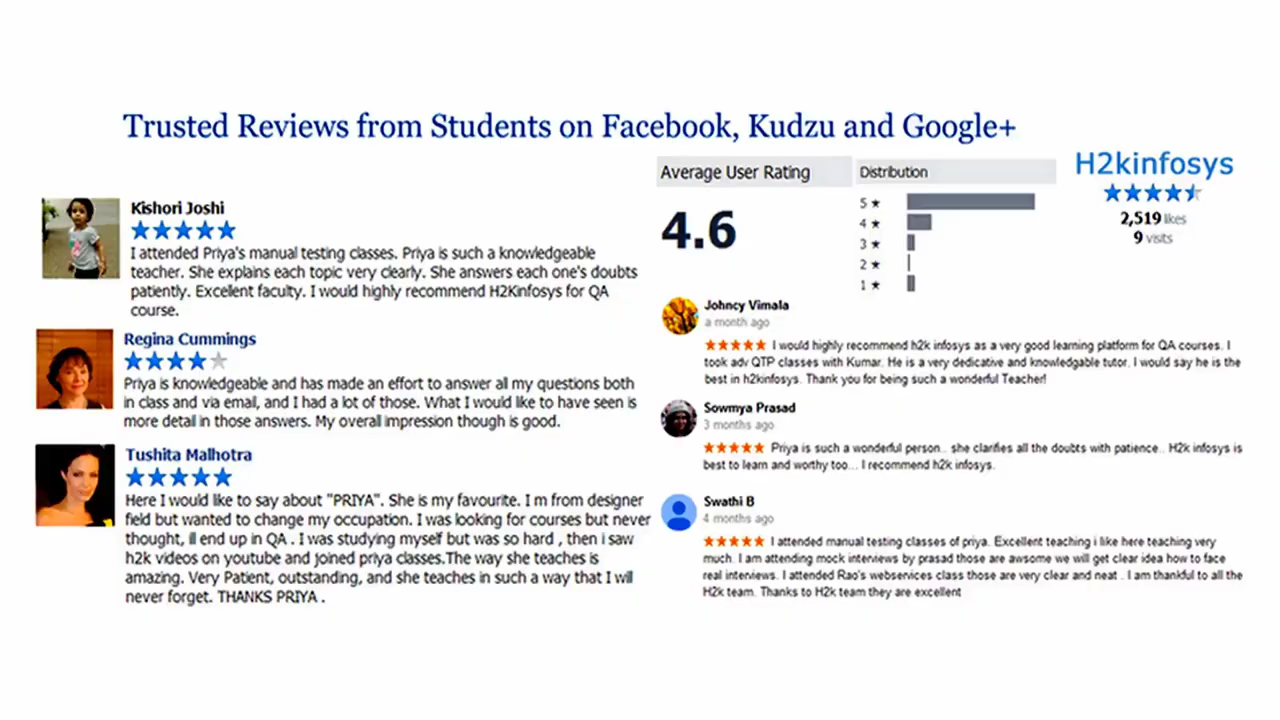 Trusted Reviews from Students on Facebook, Kudzu and Google+
Kishori Joshi
I attended Priya's manual testing classes. Priya is such a knowledgeable
teacher. She explains each topic very clearly. She answers each one's doubts
patiently. Excellent faculty. I would highly recommend H2Kinfosys for QA
course.
Regina Cummings
Priya is knowledgeable and has made an effort to answer all my questions both
in class and via email, and I had a lot of those. What I would like to have seen is
more detail in those answers. My overall impression though is good.
Tushita Malhotra
Here I would like to say about "PRIYA". She is my favourite. I m from designer
field but wanted to change my occupation. I was looking for courses but never
thought, ill end up in QA . I was studying myself but was so hard , then i saw
h2k videos on youtube and joined priya classes.The way she teaches is
amazing. Very Patient, outstanding, and she teaches in such a way that I will
never forget. THANKS PRIYA .
Average User Rating
Distribution
4.6
5 ★
4 ★
3 ★
2 ★
1 ★
H2kinfosys
2,519 likes
9 visits
Johncy Vimala
a month ago
I would highly recommend h2k infosys as a very good learning platform for QA courses. I
took adv QTP classes with Kumar. He is a very dedicative and knowledgable tutor. I would say he is the
best in h2kinfosys. Thank you for being such a wonderful Teacher!
Sowmya Prasad
3 months ago
Priya is such a wonderful person.. she clarifies all the doubts with patience.. H2k infosys is
best to learn and worthy too... I recommend h2k infosys.
Swathi B
4 months ago
I attended manual testing classes of priya. Excellent teaching i like here teaching very
much. I am attending mock interviews by prasad those are awsome we will get clear idea how to face
real interviews. I attended Rao's webservices class those are very clear and neat . I am thankful to all the
H2k team. Thanks to H2k team they are excellent